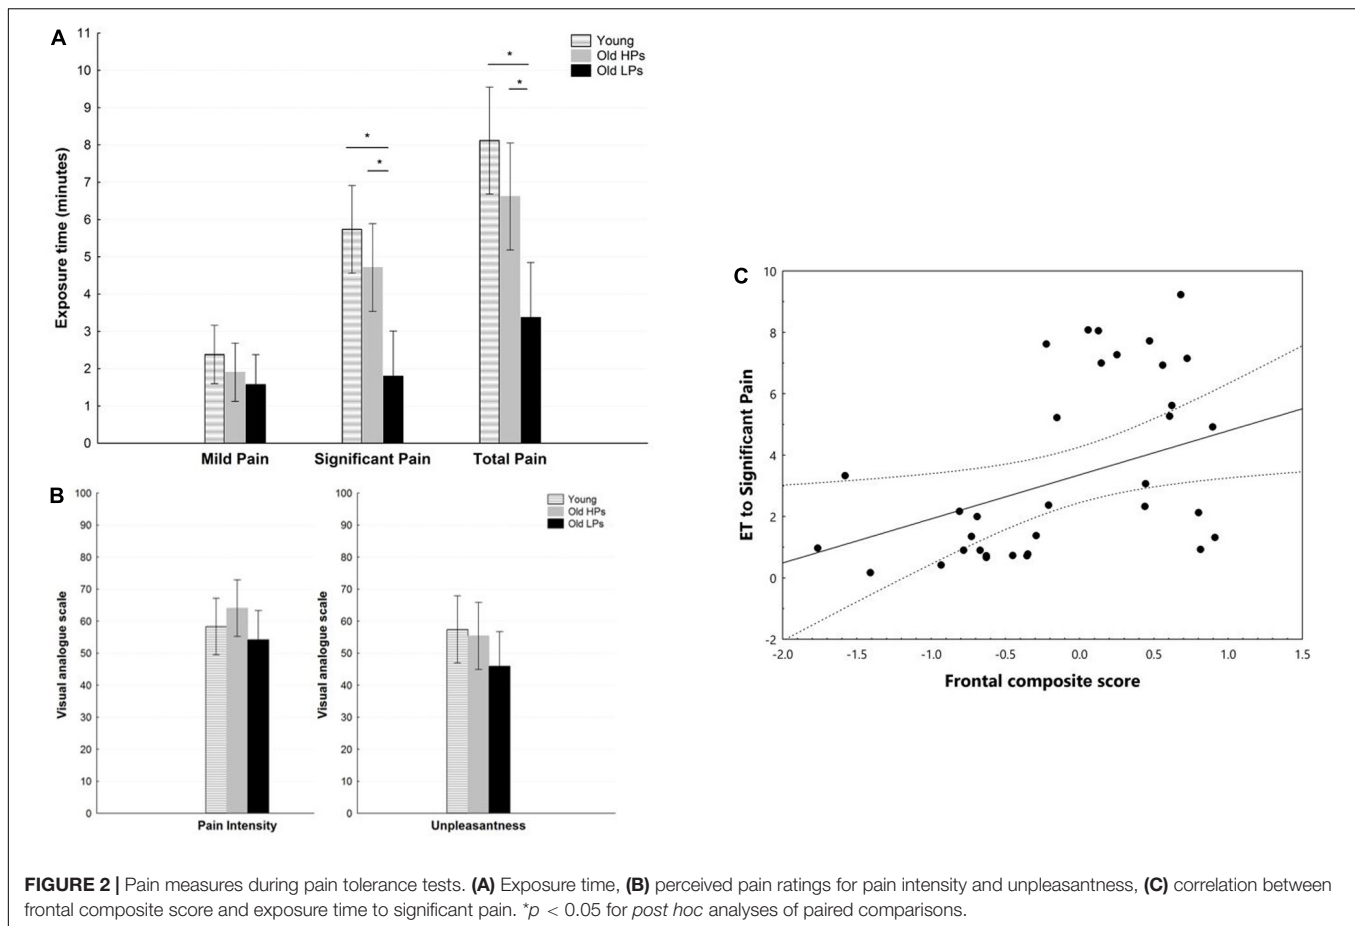 A
11
10
9
8
7
6
5
4
3
2
1
0
Exposure time (minutes)
Young
Old HPs
Old LPs
*
*
*
*
Mild Pain
Significant Pain
Total Pain
B
100
90
80
70
60
50
40
30
20
10
0
Visual analogue scale
Pain Intensity
100
90
80
70
60
50
40
30
20
10
0
Visual analogue scale
Young
Old HPs
Old LPs
Unpleasantness
C
10
8
6
4
2
0
-2
ET to Significant Pain
-2.0
-1.5
-1.0
-0.5
0.0
0.5
1.0
1.5
Frontal composite score
FIGURE 2 | Pain measures during pain tolerance tests. (A) Exposure time, (B) perceived pain ratings for pain intensity and unpleasantness, (C) correlation between
frontal composite score and exposure time to significant pain. *p < 0.05 for post hoc analyses of paired comparisons.